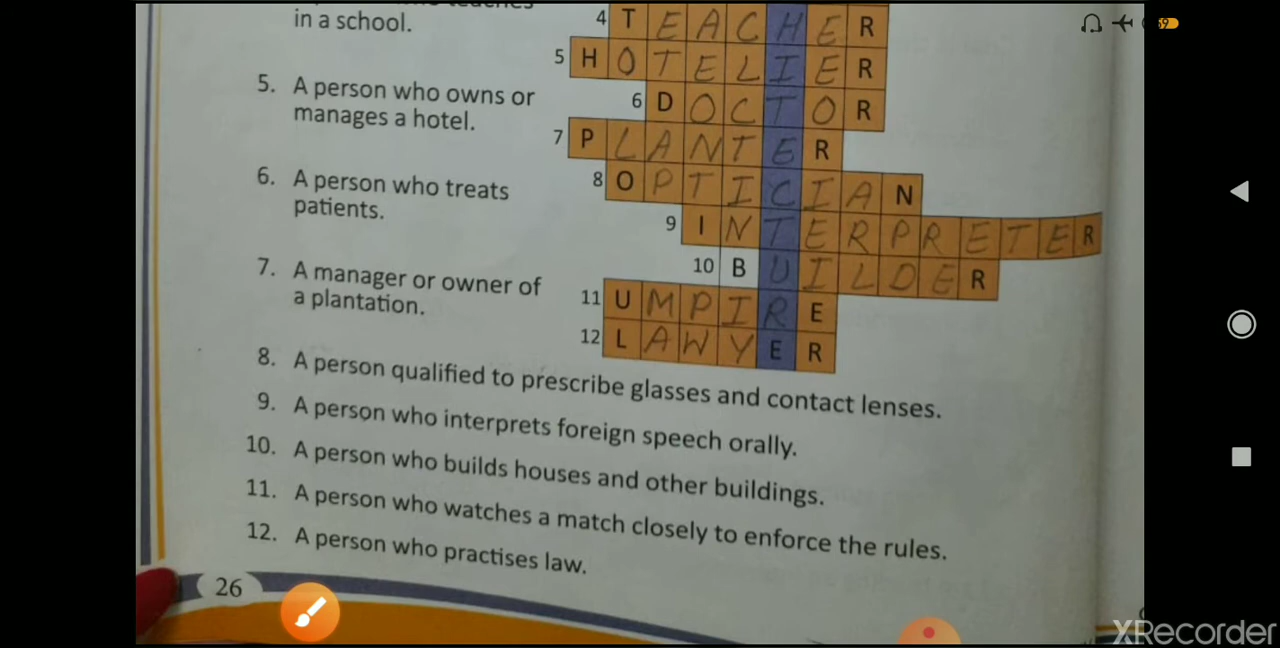 in a school.
4 TEACHER
5 HOTELIER
5. A person who owns or
manages a hotel.
6 DOCTOR
7 PLANTER
6. A person who treats
patients.
8 OPTICIAN
9 INTERPRETER
10 BUILDER
7. A manager or owner of
a plantation.
11 UMPIRE
12 LAWYER
8. A person qualified to prescribe glasses and contact lenses.
9. A person who interprets foreign speech orally.
10. A person who builds houses and other buildings.
11. A person who watches a match closely to enforce the rules.
12. A person who practises law.
26
XRecorder